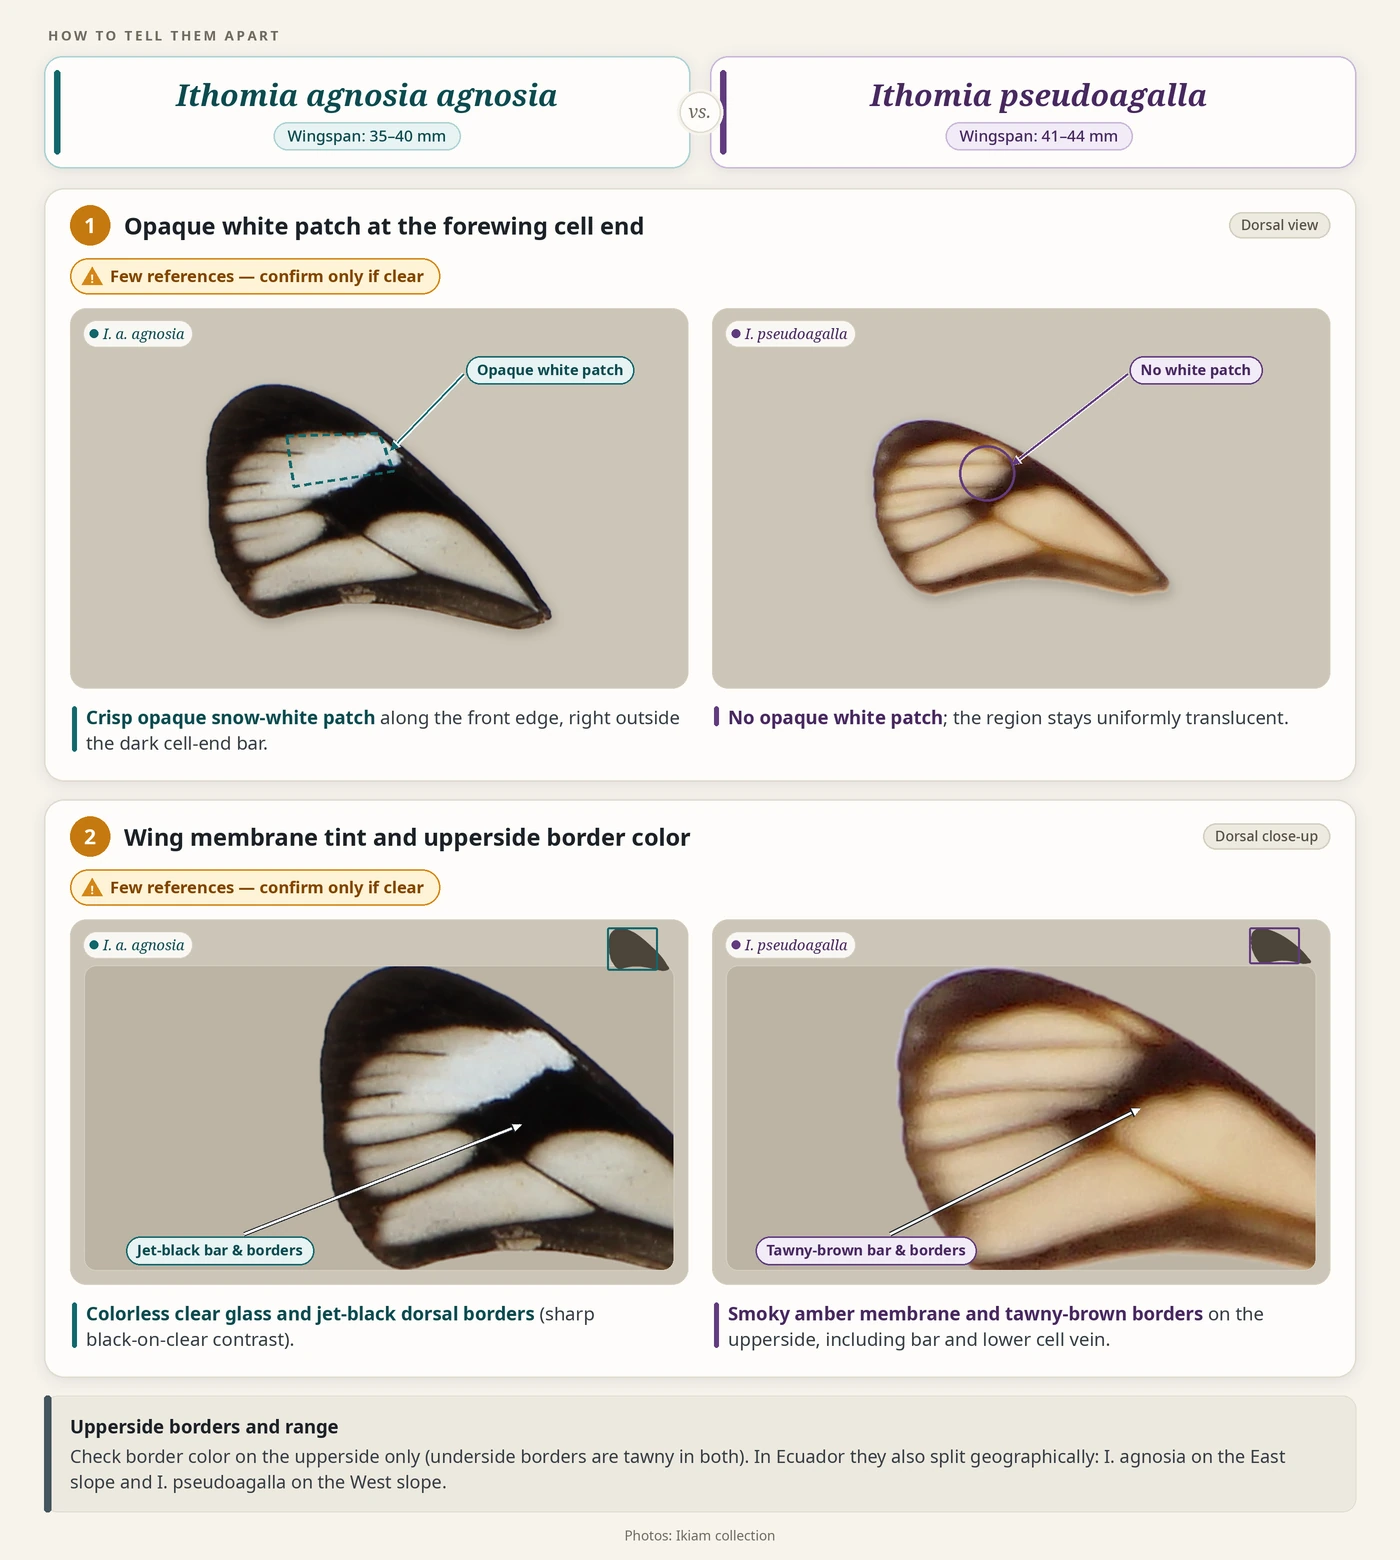 HOW TO TELL THEM APART
Ithomia agnosia agnosia
Wingspan: 35–40 mm
vs.
Ithomia pseudoagalla
Wingspan: 41–44 mm
1
Opaque white patch at the forewing cell end
Dorsal view
Few references — confirm only if clear
I. a. agnosia
Opaque white patch
I. pseudoagalla
No white patch
Crisp opaque snow-white patch along the front edge, right outside
the dark cell-end bar.
No opaque white patch; the region stays uniformly translucent.
2
Wing membrane tint and upperside border color
Dorsal close-up
Few references — confirm only if clear
I. a. agnosia
Jet-black bar & borders
I. pseudoagalla
Tawny-brown bar & borders
Colorless clear glass and jet-black dorsal borders (sharp
black-on-clear contrast).
Smoky amber membrane and tawny-brown borders on the
upperside, including bar and lower cell vein.
Upperside borders and range
Check border color on the upperside only (underside borders are tawny in both). In Ecuador they also split geographically: I. agnosia on the East
slope and I. pseudoagalla on the West slope.
Photos: Ikiam collection